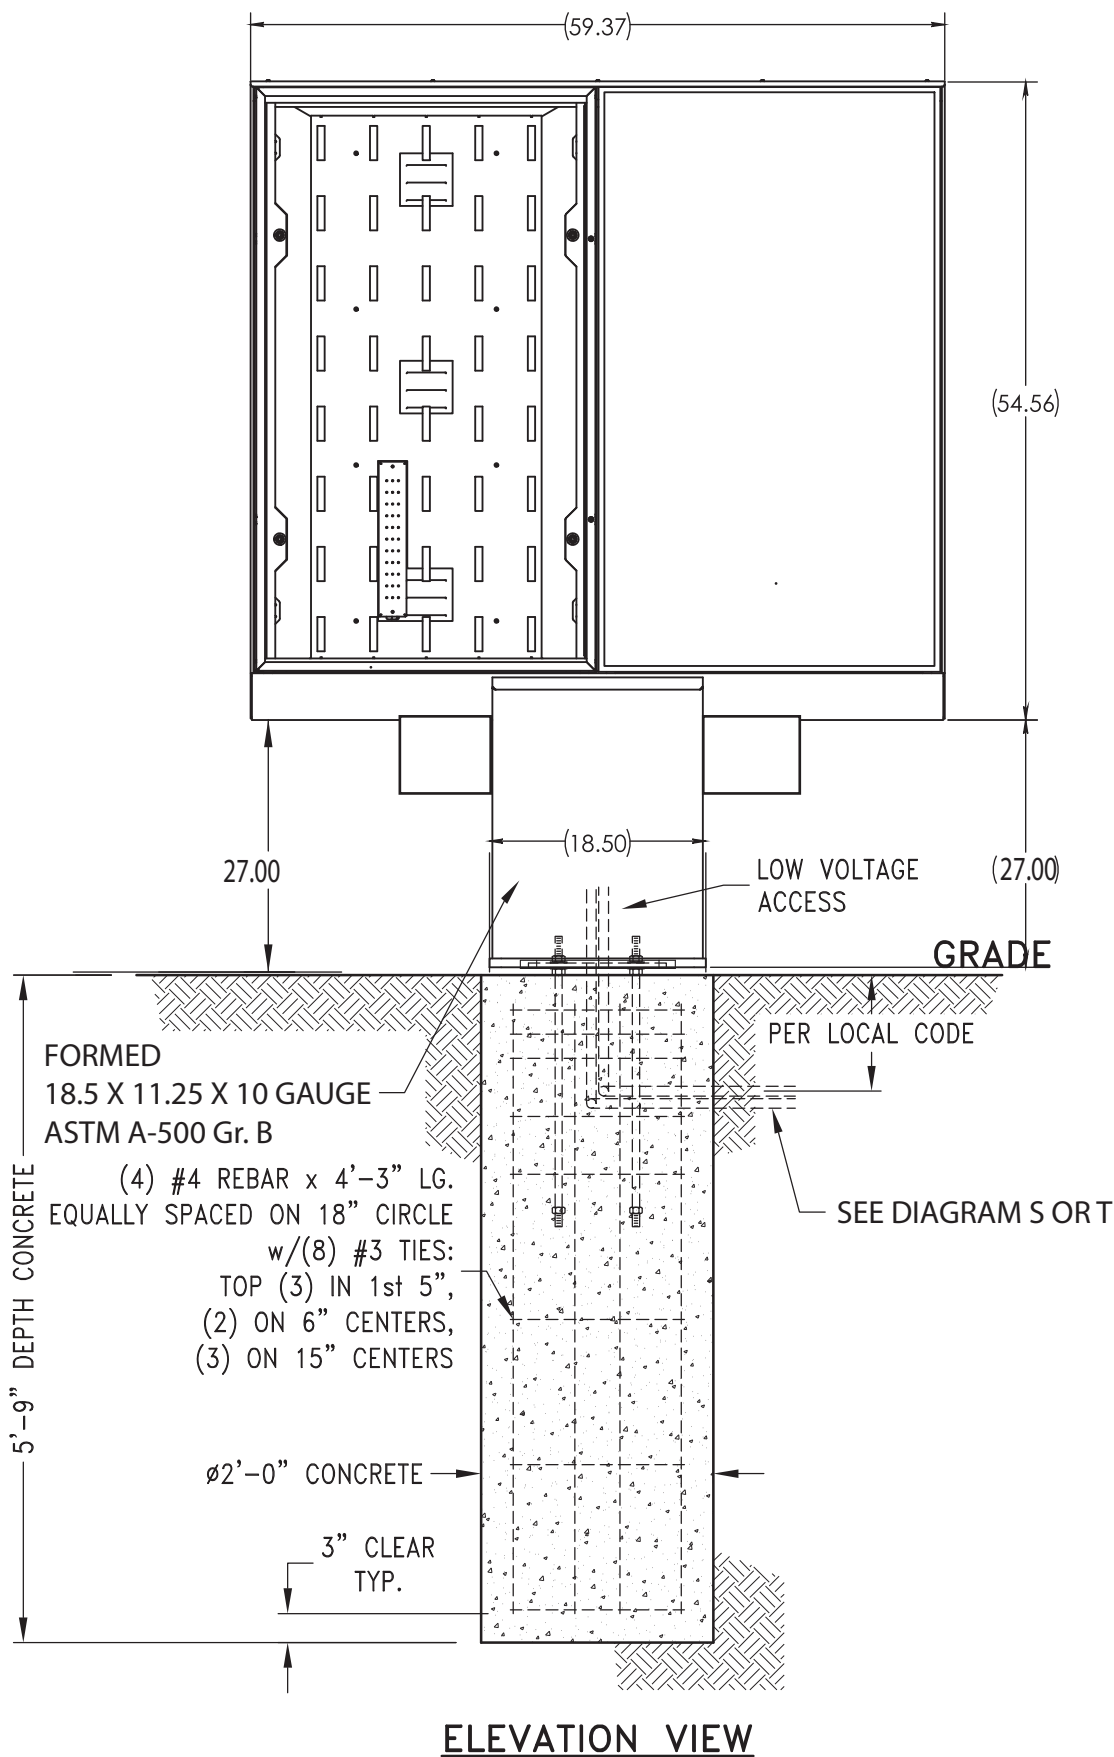 (59.37)
(54.56)
(18.50)
27.00
LOW VOLTAGE
ACCESS
(27.00)
GRADE
PER LOCAL CODE
FORMED
18.5 X 11.25 X 10 GAUGE
ASTM A-500 Gr. B
(4) #4 REBAR x 4'-3” LG.
EQUALLY SPACED ON 18” CIRCLE
w/(8) #3 TIES:
TOP (3) IN 1st 5”,
(2) ON 6” CENTERS,
(3) ON 15” CENTERS
SEE DIAGRAM S OR T
5'-9” DEPTH CONCRETE
ø2'-0” CONCRETE
3” CLEAR
TYP.
ELEVATION VIEW